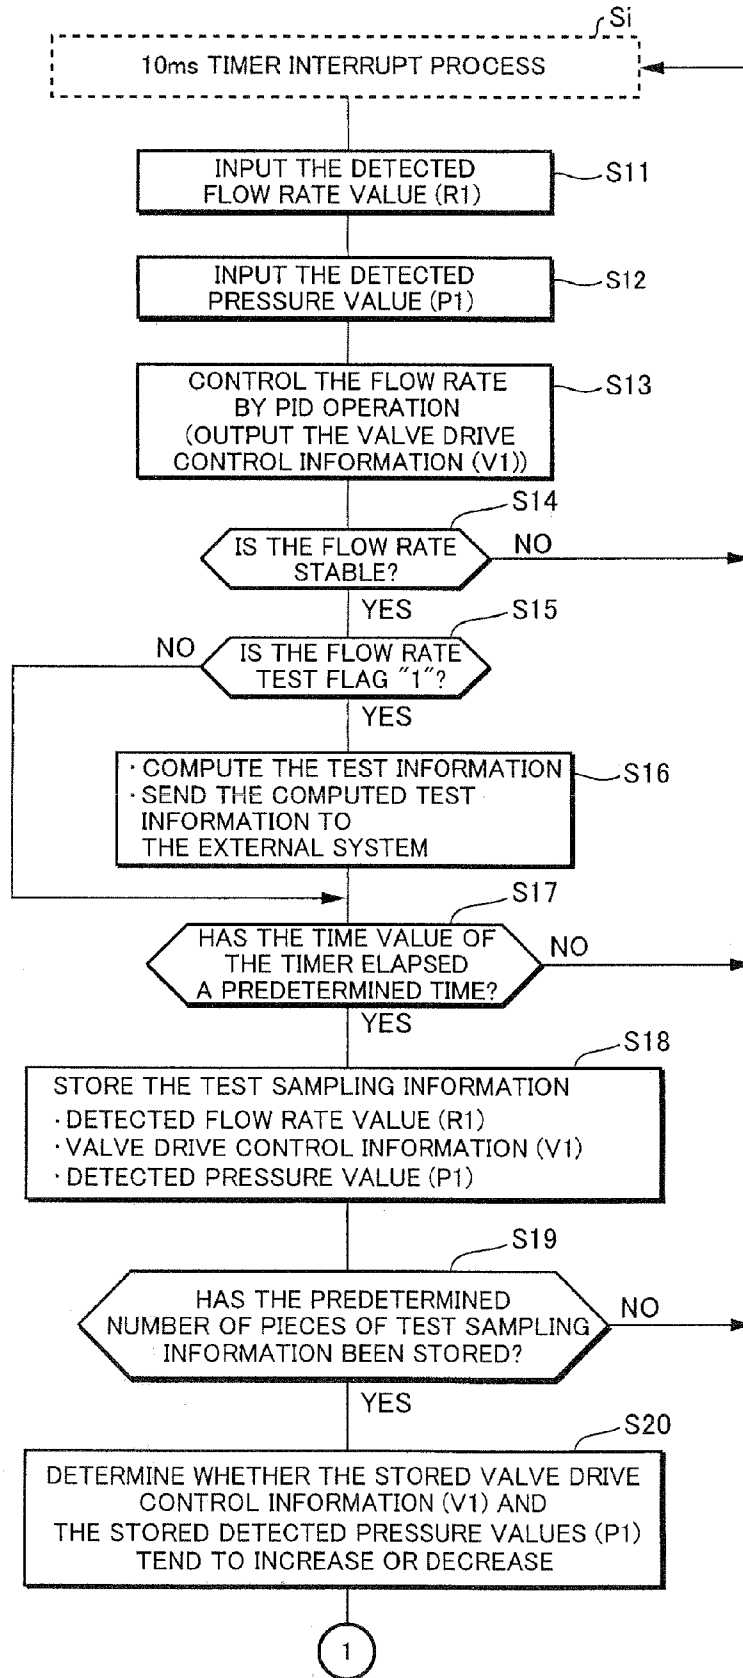 Si
10ms TIMER INTERRUPT PROCESS
INPUT THE DETECTED
FLOW RATE VALUE (R1)
S11
INPUT THE DETECTED
PRESSURE VALUE (P1)
S12
CONTROL THE FLOW RATE
BY PID OPERATION
(OUTPUT THE VALVE DRIVE
CONTROL INFORMATION (V1))
S13
S14
IS THE FLOW RATE
STABLE?
NO
YES
S15
NO
IS THE FLOW RATE
TEST FLAG "1"?
YES
· COMPUTE THE TEST INFORMATION
· SEND THE COMPUTED TEST
INFORMATION TO
THE EXTERNAL SYSTEM
S16
S17
HAS THE TIME VALUE OF
THE TIMER ELAPSED
A PREDETERMINED TIME?
NO
YES
S18
STORE THE TEST SAMPLING INFORMATION
· DETECTED FLOW RATE VALUE (R1)
· VALVE DRIVE CONTROL INFORMATION (V1)
· DETECTED PRESSURE VALUE (P1)
S19
HAS THE PREDETERMINED
NUMBER OF PIECES OF TEST SAMPLING
INFORMATION BEEN STORED?
NO
YES
S20
DETERMINE WHETHER THE STORED VALVE DRIVE
CONTROL INFORMATION (V1) AND
THE STORED DETECTED PRESSURE VALUES (P1)
TEND TO INCREASE OR DECREASE
1